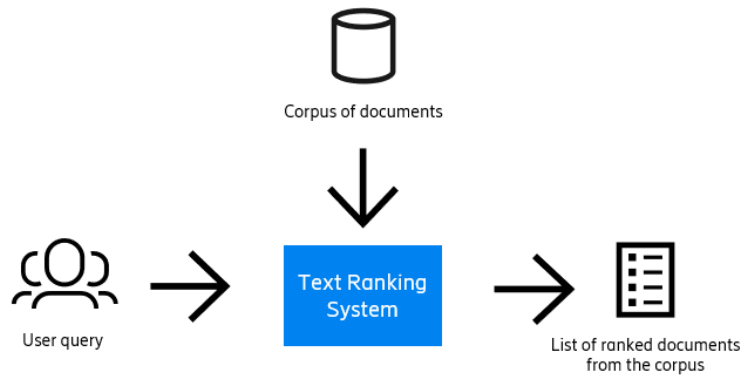 Corpus of documents
Text Ranking
System
User query
List of ranked documents
from the corpus